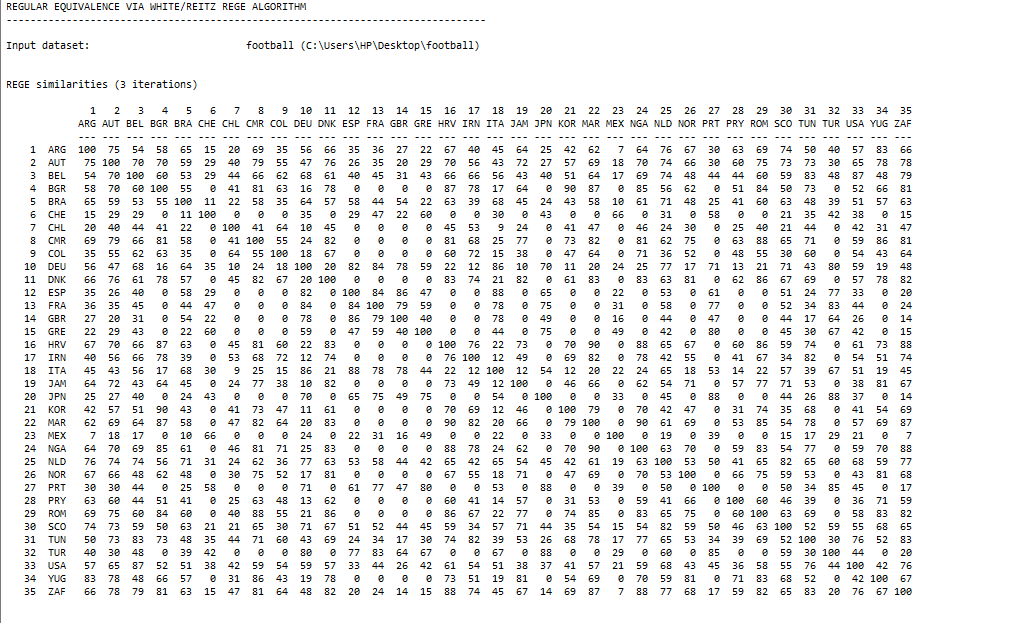 REGULAR EQUIVALENCE VIA WHITE/REITZ REGE ALGORITHM
--------------------------------------------------------------------------------
Input dataset: football (C:\Users\HP\Desktop\football)
REGE similarities (3 iterations)
1 2 3 4 5 6 7 8 9 10 11 12 13 14 15 16 17 18 19 20 21 22 23 24 25 26 27 28 29 30 31 32 33 34 35
ARG AUT BEL BGR BRA CHE CHL CMR COL DEU DNK ESP FRA GBR GRE HRV IRN ITA JAM JPN KOR MAR MEX NGA NLD NOR PRT PRY ROM SCO TUN TUR USA YUG ZAF
--- --- --- --- --- --- --- --- --- --- --- --- --- --- --- --- --- --- --- --- --- --- --- --- --- --- --- --- --- --- --- --- --- --- ---
1 ARG 100 75 54 58 65 15 20 69 35 56 66 35 36 27 22 67 40 45 64 25 42 62 7 64 76 67 30 63 69 74 50 40 57 83 66
2 AUT 75 100 70 70 59 29 40 79 55 47 76 26 35 20 29 70 56 43 72 27 57 69 18 70 74 66 30 60 75 73 73 30 65 78 78
3 BEL 54 70 100 60 53 29 44 66 62 68 61 40 45 31 43 66 66 56 43 40 51 64 17 69 74 48 44 44 60 59 83 48 87 48 79
4 BGR 58 70 60 100 55 0 41 81 63 16 78 0 0 0 0 87 78 17 64 0 90 87 0 85 56 62 0 51 84 50 73 0 52 66 81
5 BRA 65 59 53 55 100 11 22 58 35 64 57 58 44 54 22 63 39 68 45 24 43 58 10 61 71 48 25 41 60 63 48 39 51 57 63
6 CHE 15 29 29 0 11 100 0 0 0 35 0 29 47 22 60 0 0 30 0 43 0 0 66 0 31 0 58 0 0 21 35 42 38 0 15
7 CHL 20 40 44 41 22 0 100 41 64 10 45 0 0 0 0 45 53 9 24 0 41 47 0 46 24 30 0 25 40 21 44 0 42 31 47
8 CMR 69 79 66 81 58 0 41 100 55 24 82 0 0 0 0 81 68 25 77 0 73 82 0 81 62 75 0 63 88 65 71 0 59 86 81
9 COL 35 55 62 63 35 0 64 55 100 18 67 0 0 0 0 60 72 15 38 0 47 64 0 71 36 52 0 48 55 30 60 0 54 43 64
10 DEU 56 47 68 16 64 35 10 24 18 100 20 82 84 78 59 22 12 86 10 70 11 20 24 25 77 17 71 13 21 71 43 80 59 19 48
11 DNK 66 76 61 78 57 0 45 82 67 20 100 0 0 0 0 83 74 21 82 0 61 83 0 83 63 81 0 62 86 67 69 0 57 78 82
12 ESP 35 26 40 0 58 29 0 0 0 82 0 100 84 86 47 0 0 88 0 65 0 0 22 0 53 0 61 0 0 51 24 77 33 0 20
13 FRA 36 35 45 0 44 47 0 0 0 84 0 84 100 79 59 0 0 78 0 75 0 0 31 0 58 0 77 0 0 52 34 83 44 0 24
14 GBR 27 20 31 0 54 22 0 0 0 78 0 86 79 100 40 0 0 78 0 49 0 0 16 0 44 0 47 0 0 44 17 64 26 0 14
15 GRE 22 29 43 0 22 60 0 0 0 59 0 47 59 40 100 0 0 44 0 75 0 0 49 0 42 0 80 0 0 45 30 67 42 0 15
16 HRV 67 70 66 87 63 0 45 81 60 22 83 0 0 0 0 100 76 22 73 0 70 90 0 88 65 67 0 60 86 59 74 0 61 73 88
17 IRN 40 56 66 78 39 0 53 68 72 12 74 0 0 0 0 76 100 12 49 0 69 82 0 78 42 55 0 41 67 34 82 0 54 51 74
18 ITA 45 43 56 17 68 30 9 25 15 86 21 88 78 78 44 22 12 100 12 54 12 20 22 24 65 18 53 14 22 57 39 67 51 19 45
19 JAM 64 72 43 64 45 0 24 77 38 10 82 0 0 0 0 73 49 12 100 0 46 66 0 62 54 71 0 57 77 71 53 0 38 81 67
20 JPN 25 27 40 0 24 43 0 0 0 70 0 65 75 49 75 0 0 54 0 100 0 0 33 0 45 0 88 0 0 44 26 88 37 0 14
21 KOR 42 57 51 90 43 0 41 73 47 11 61 0 0 0 0 70 69 12 46 0 100 79 0 70 42 47 0 31 74 35 68 0 41 54 69
22 MAR 62 69 64 87 58 0 47 82 64 20 83 0 0 0 0 90 82 20 66 0 79 100 0 90 61 69 0 53 85 54 78 0 57 69 87
23 MEX 7 18 17 0 10 66 0 0 0 24 0 22 31 16 49 0 0 22 0 33 0 0 100 0 19 0 39 0 0 15 17 29 21 0 7
24 NGA 64 70 69 85 61 0 46 81 71 25 83 0 0 0 0 88 78 24 62 0 70 90 0 100 63 70 0 59 83 54 77 0 59 70 88
25 NLD 76 74 74 56 71 31 24 62 36 77 63 53 58 44 42 65 42 65 54 45 42 61 19 63 100 53 50 41 65 82 65 60 68 59 77
26 NOR 67 66 48 62 48 0 30 75 52 17 81 0 0 0 0 67 55 18 71 0 47 69 0 70 53 100 0 66 75 59 53 0 43 81 68
27 PRT 30 30 44 0 25 58 0 0 0 71 0 61 77 47 80 0 0 53 0 88 0 0 39 0 50 0 100 0 0 50 34 85 45 0 17
28 PRY 63 60 44 51 41 0 25 63 48 13 62 0 0 0 0 60 41 14 57 0 31 53 0 59 41 66 0 100 60 46 39 0 36 71 59
29 ROM 69 75 60 84 60 0 40 88 55 21 86 0 0 0 0 86 67 22 77 0 74 85 0 83 65 75 0 60 100 63 69 0 58 83 82
30 SCO 74 73 59 50 63 21 21 65 30 71 67 51 52 44 45 59 34 57 71 44 35 54 15 54 82 59 50 46 63 100 52 59 55 68 65
31 TUN 50 73 83 73 48 35 44 71 60 43 69 24 34 17 30 74 82 39 53 26 68 78 17 77 65 53 34 39 69 52 100 30 76 52 83
32 TUR 40 30 48 0 39 42 0 0 0 80 0 77 83 64 67 0 0 67 0 88 0 0 29 0 60 0 85 0 0 59 30 100 44 0 20
33 USA 57 65 87 52 51 38 42 59 54 59 57 33 44 26 42 61 54 51 38 37 41 57 21 59 68 43 45 36 58 55 76 44 100 42 76
34 YUG 83 78 48 66 57 0 31 86 43 19 78 0 0 0 0 73 51 19 81 0 54 69 0 70 59 81 0 71 83 68 52 0 42 100 67
35 ZAF 66 78 79 81 63 15 47 81 64 48 82 20 24 14 15 88 74 45 67 14 69 87 7 88 77 68 17 59 82 65 83 20 76 67 100